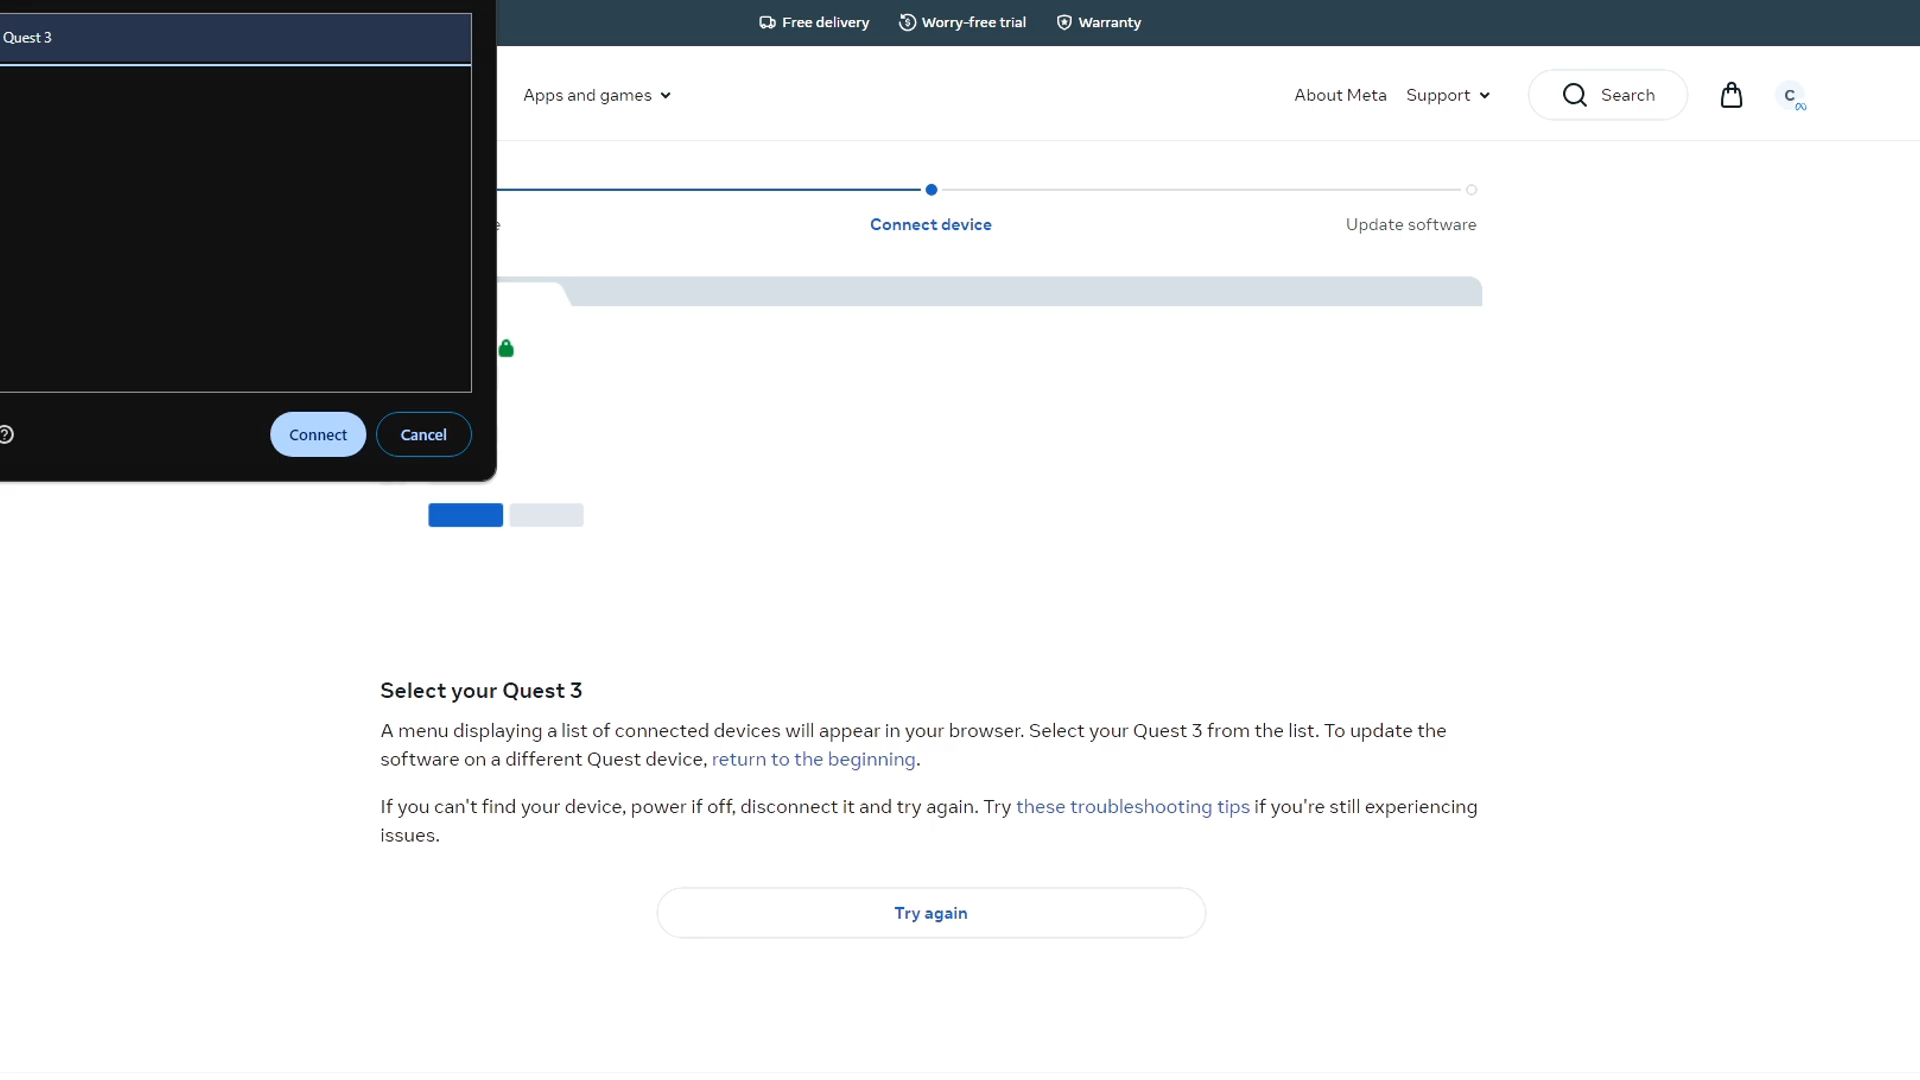 Free delivery Worry-free trial Warranty
Quest 3
Apps and games About Meta Support Search C
Connect device Update software
Connect Cancel
Select your Quest 3
A menu displaying a list of connected devices will appear in your browser. Select your Quest 3 from the list. To update the
software on a different Quest device, return to the beginning.
If you can't find your device, power if off, disconnect it and try again. Try these troubleshooting tips if you're still experiencing
issues.
Try again